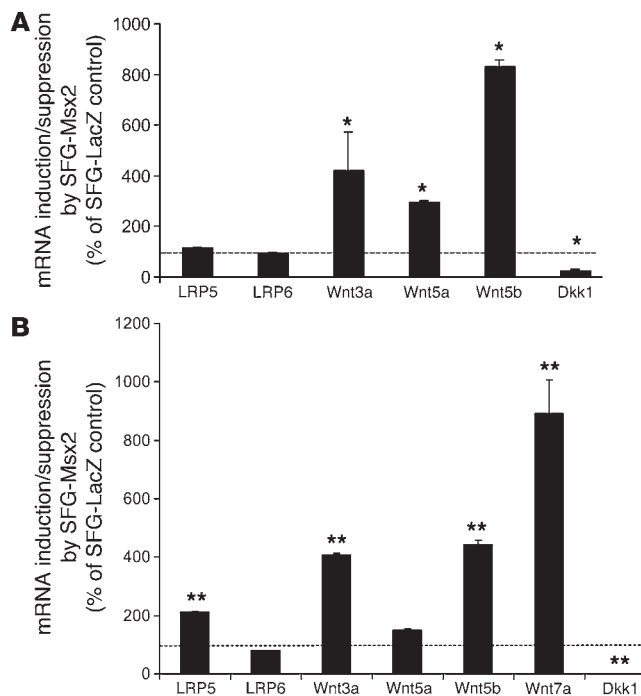 A
mRNA induction/suppression
by SFG-Msx2
(% of SFG-LacZ control)
1000
800
600
400
200
0
*
*
*
*
LRP5 LRP6 Wnt3a Wnt5a Wnt5b Dkk1
B
mRNA induction/suppression
by SFG-Msx2
(% of SFG-LacZ control)
1200
1000
800
600
400
200
0
**
**
**
**
**
LRP5 LRP6 Wnt3a Wnt5a Wnt5b Wnt7a Dkk1